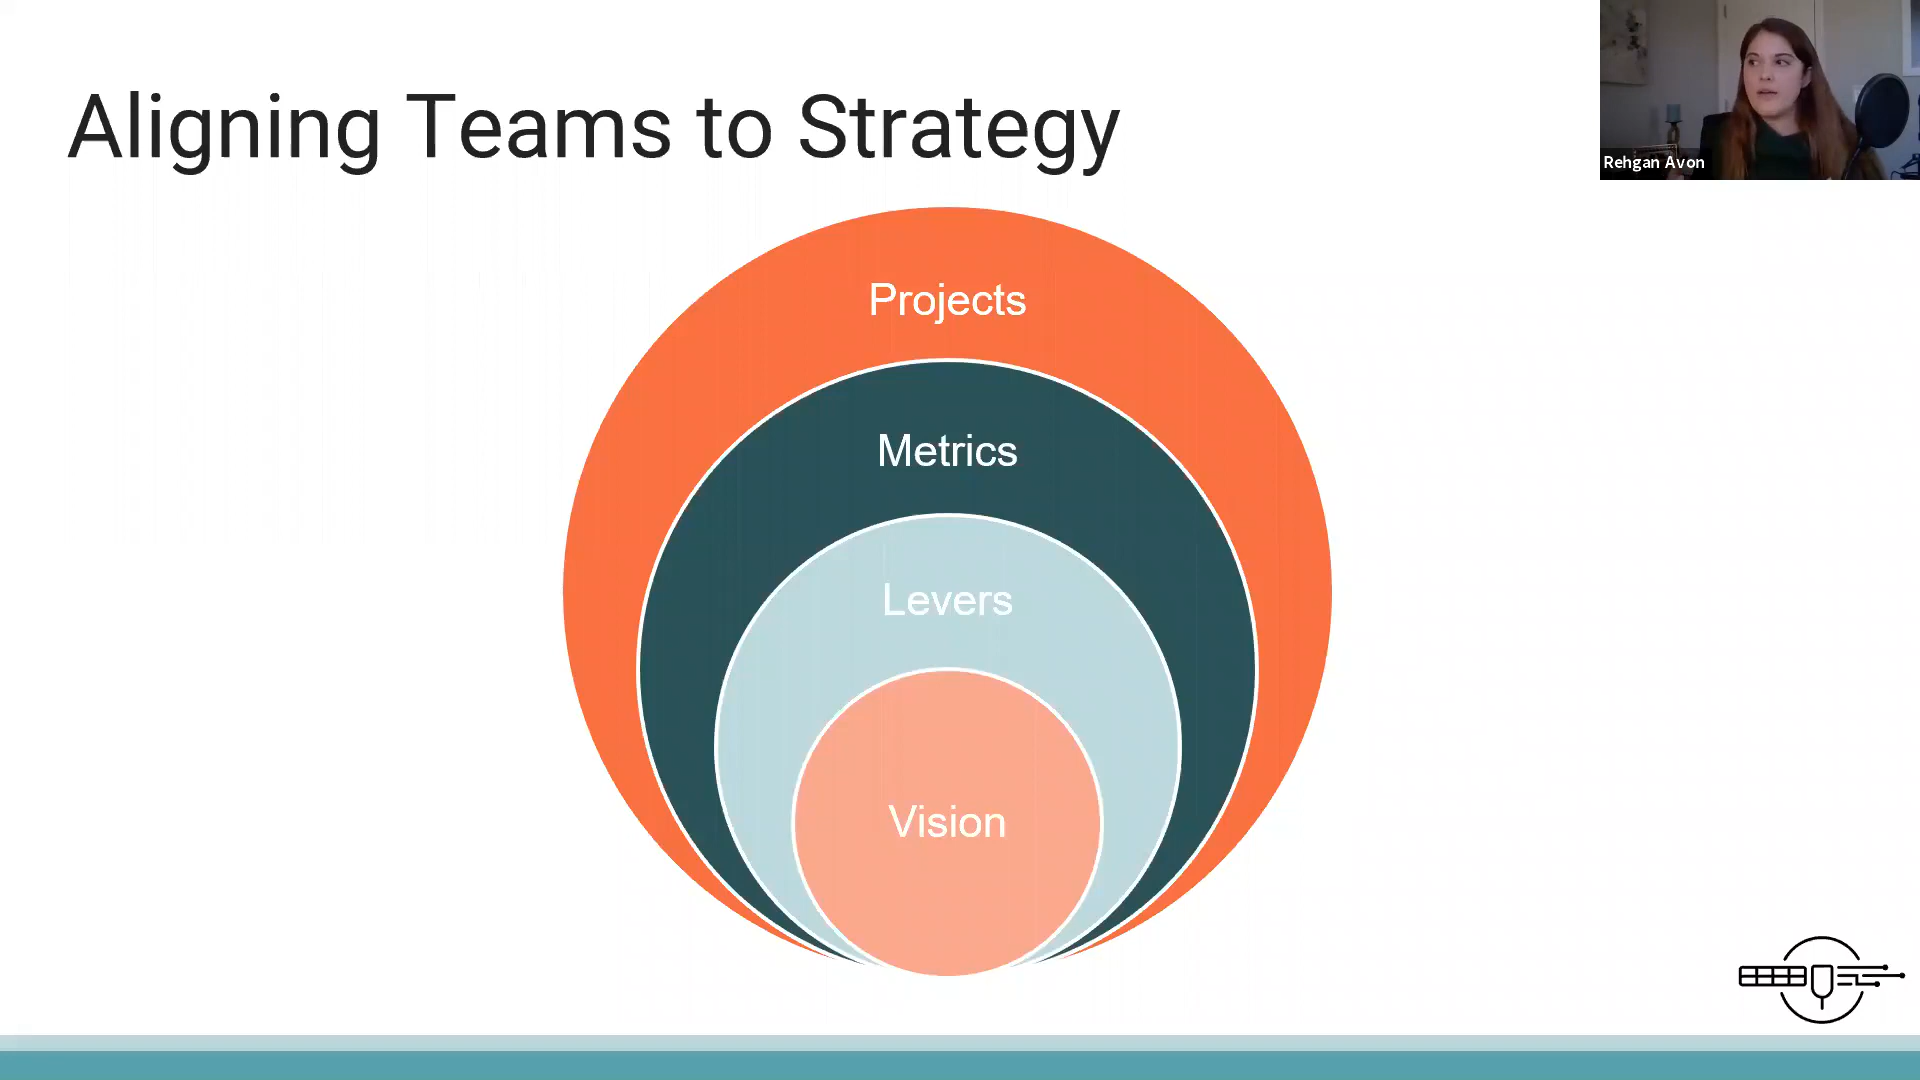 Aligning Teams to Strategy
Rehgan Avon
Projects
Metrics
Levers
Vision